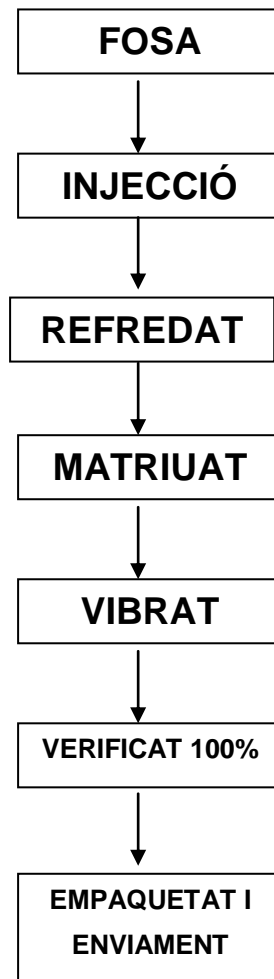 FOSA
INJECCIÓ
REFREDAT
MATRIUAT
VIBRAT
VERIFICAT 100%
EMPAQUETAT I
ENVIAMENT